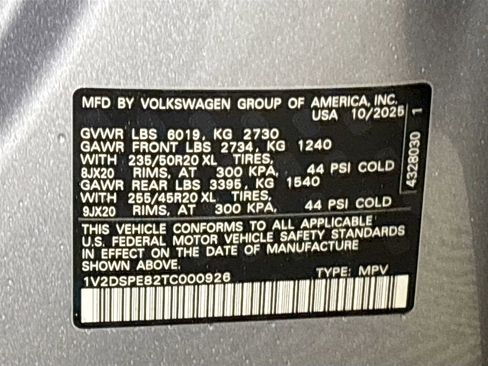 MFD BY VOLKSWAGEN GROUP OF AMERICA, INC.
USA 10/2025
GVWR LBS 6019, KG 2730
GAWR FRONT LBS 2734, KG 1240
WITH 235/50R20 XL TIRES,
8JX20 RIMS, AT 300 KPA, 44 PSI COLD
GAWR REAR LBS 3395, KG 1540
WITH 255/45R20 XL TIRES,
9JX20 RIMS, AT 300 KPA, 44 PSI COLD
THIS VEHICLE CONFORMS TO ALL APPLICABLE
U.S. FEDERAL MOTOR VEHICLE SAFETY STANDARDS
IN EFFECT ON THE DATE OF MANUFACTURE
SHOWN ABOVE.
1V2DSPE82TC000926 TYPE: MPV
4328030 1